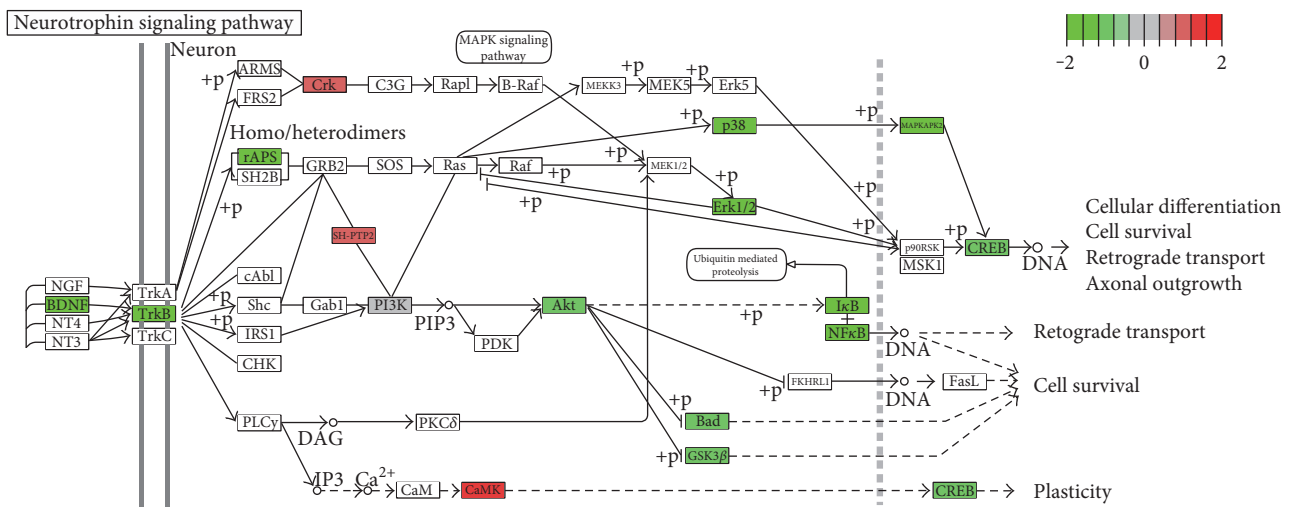 Neurotrophin signaling pathway
−2 0 2
Neuron
MAPK signaling
pathway
ARMS
+p
FRS2
Crk
C3G
Rapl
B-Raf
MEKK3
+p
MEK5
+p
Erk5
Homo/heterodimers
+p
p38
+p
MAPKAPK2
rAPS
SH2B
GRB2
SOS
Ras
Raf
+p
+p
MEK1/2
+p
+p
+p
Erk1/2
+p
+p
SH-PTP2
p90RSK
MSK1
+p
CREB
DNA
Cellular differentiation
Cell survival
Retrograde transport
Axonal outgrowth
Ubiquitin mediated
proteolysis
NGF
BDNF
NT4
NT3
TrkA
TrkB
TrkC
cAbl
+p
Shc
+p
IRS1
CHK
Gab1
+p
PI3K
+p
PIP3
PDK
Akt
+p
IκB
NFκB
DNA
Retograde transport
+p
FKHRL1
DNA
FasL
Cell survival
PLCy
DAG
PKCδ
+p
Bad
+p
GSK3β
IP3
Ca2+
CaM
CaMK
CREB
Plasticity